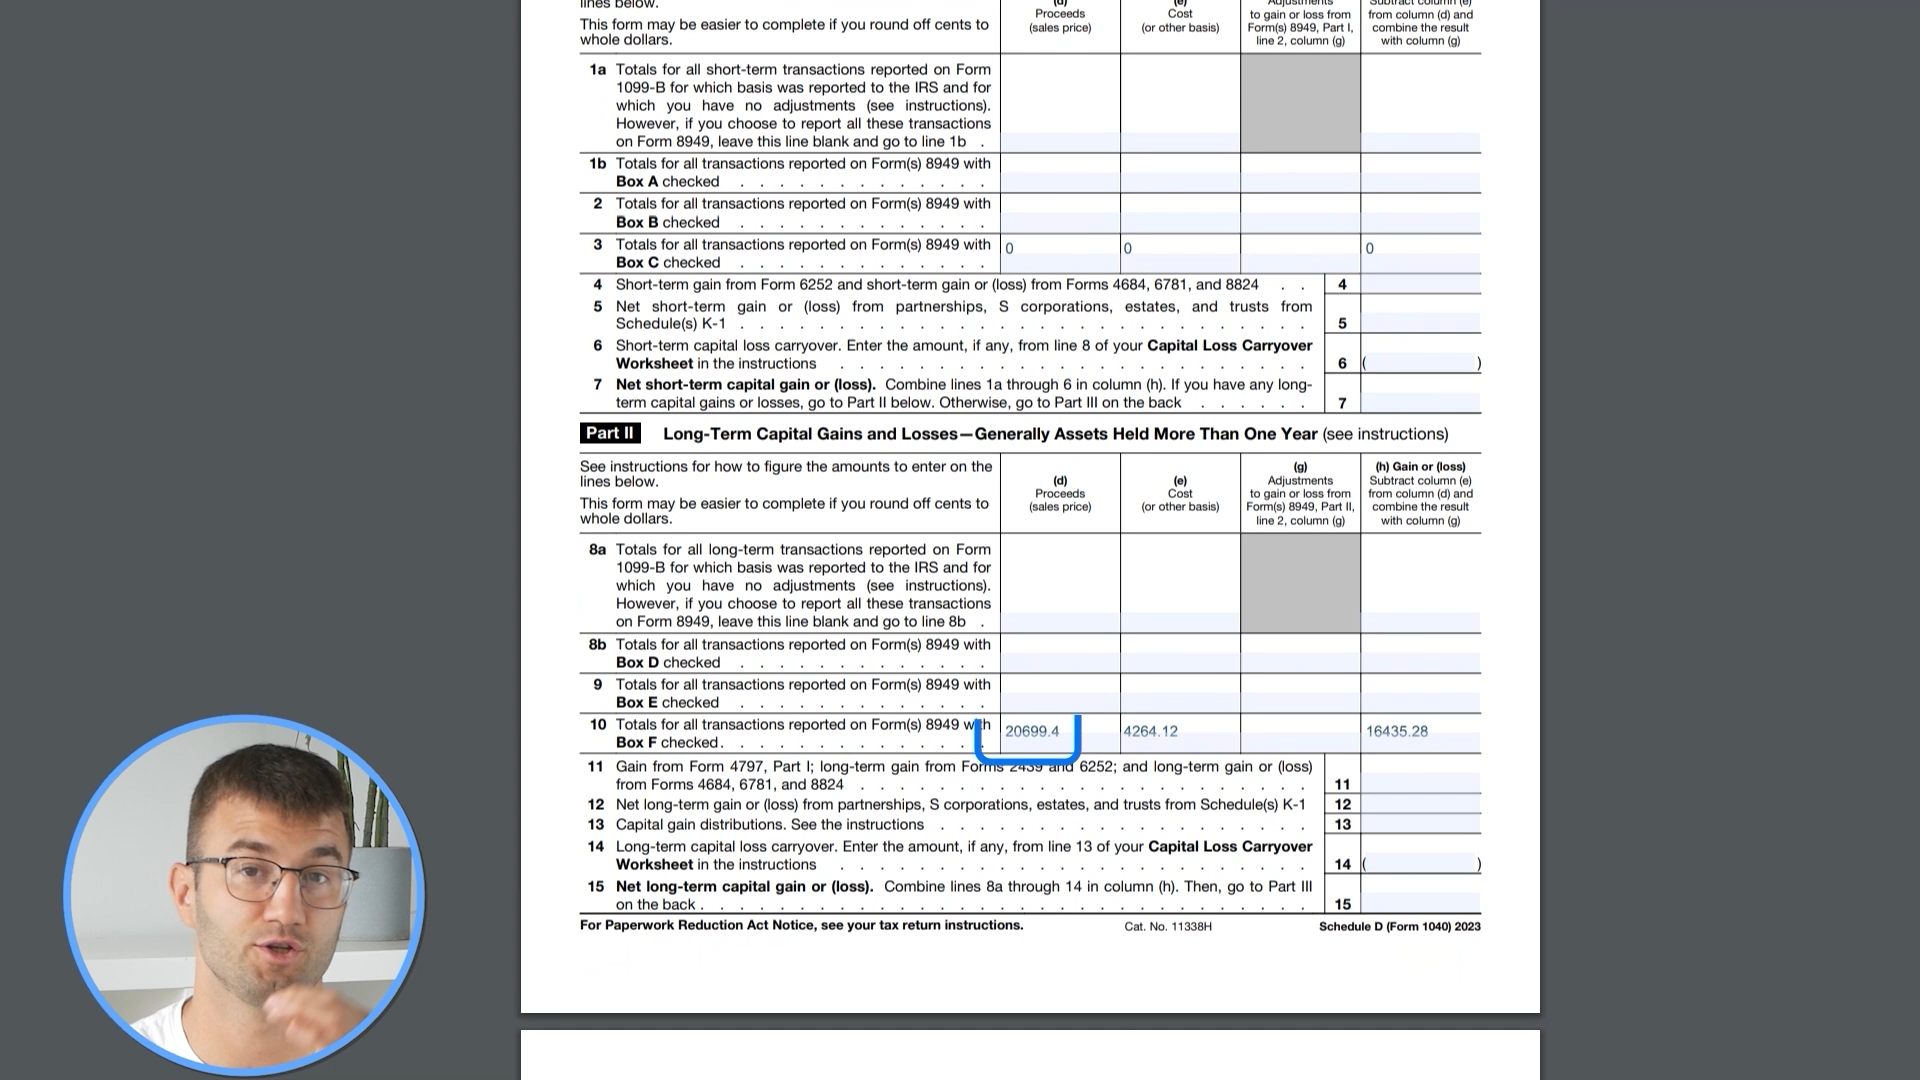 lines below.
This form may be easier to complete if you round off cents to
whole dollars.
(d)
Proceeds
(sales price)
(e)
Cost
(or other basis)
Adjustments
to gain or loss from
Form(s) 8949, Part I,
line 2, column (g)
Subtract column (e)
from column (d) and
combine the result
with column (g)
1a Totals for all short-term transactions reported on Form
1099-B for which basis was reported to the IRS and for
which you have no adjustments (see instructions).
However, if you choose to report all these transactions
on Form 8949, leave this line blank and go to line 1b .
1b Totals for all transactions reported on Form(s) 8949 with
Box A checked . . . . . . . . . . . . .
2 Totals for all transactions reported on Form(s) 8949 with
Box B checked . . . . . . . . . . . . .
3 Totals for all transactions reported on Form(s) 8949 with 0 0 0
Box C checked . . . . . . . . . . . . .
4 Short-term gain from Form 6252 and short-term gain or (loss) from Forms 4684, 6781, and 8824 . . 4
5 Net short-term gain or (loss) from partnerships, S corporations, estates, and trusts from
Schedule(s) K-1 . . . . . . . . . . . . . . . . . . . . . . 5
6 Short-term capital loss carryover. Enter the amount, if any, from line 8 of your Capital Loss Carryover
Worksheet in the instructions . . . . . . . . . . . . . . . . . . 6 ( )
7 Net short-term capital gain or (loss). Combine lines 1a through 6 in column (h). If you have any long-
term capital gains or losses, go to Part II below. Otherwise, go to Part III on the back . . . . . . 7
Part II Long-Term Capital Gains and Losses—Generally Assets Held More Than One Year (see instructions)
See instructions for how to figure the amounts to enter on the
lines below.
This form may be easier to complete if you round off cents to
whole dollars.
(d)
Proceeds
(sales price)
(e)
Cost
(or other basis)
(g)
Adjustments
to gain or loss from
Form(s) 8949, Part II,
line 2, column (g)
(h) Gain or (loss)
Subtract column (e)
from column (d) and
combine the result
with column (g)
8a Totals for all long-term transactions reported on Form
1099-B for which basis was reported to the IRS and for
which you have no adjustments (see instructions).
However, if you choose to report all these transactions
on Form 8949, leave this line blank and go to line 8b .
8b Totals for all transactions reported on Form(s) 8949 with
Box D checked . . . . . . . . . . . . .
9 Totals for all transactions reported on Form(s) 8949 with
Box E checked . . . . . . . . . . . . .
10 Totals for all transactions reported on Form(s) 8949 with 20699.4 4264.12 16435.28
Box F checked . . . . . . . . . . . . .
11 Gain from Form 4797, Part I; long-term gain from Forms 2439 and 6252; and long-term gain or (loss)
from Forms 4684, 6781, and 8824 . . . . . . . . . . . . . . . . . 11
12 Net long-term gain or (loss) from partnerships, S corporations, estates, and trusts from Schedule(s) K-1 12
13 Capital gain distributions. See the instructions . . . . . . . . . . . . . . 13
14 Long-term capital loss carryover. Enter the amount, if any, from line 13 of your Capital Loss Carryover
Worksheet in the instructions . . . . . . . . . . . . . . . . . . 14 ( )
15 Net long-term capital gain or (loss). Combine lines 8a through 14 in column (h). Then, go to Part III
on the back . . . . . . . . . . . . . . . . . . . . . . . . 15
For Paperwork Reduction Act Notice, see your tax return instructions. Cat. No. 11338H Schedule D (Form 1040) 2023